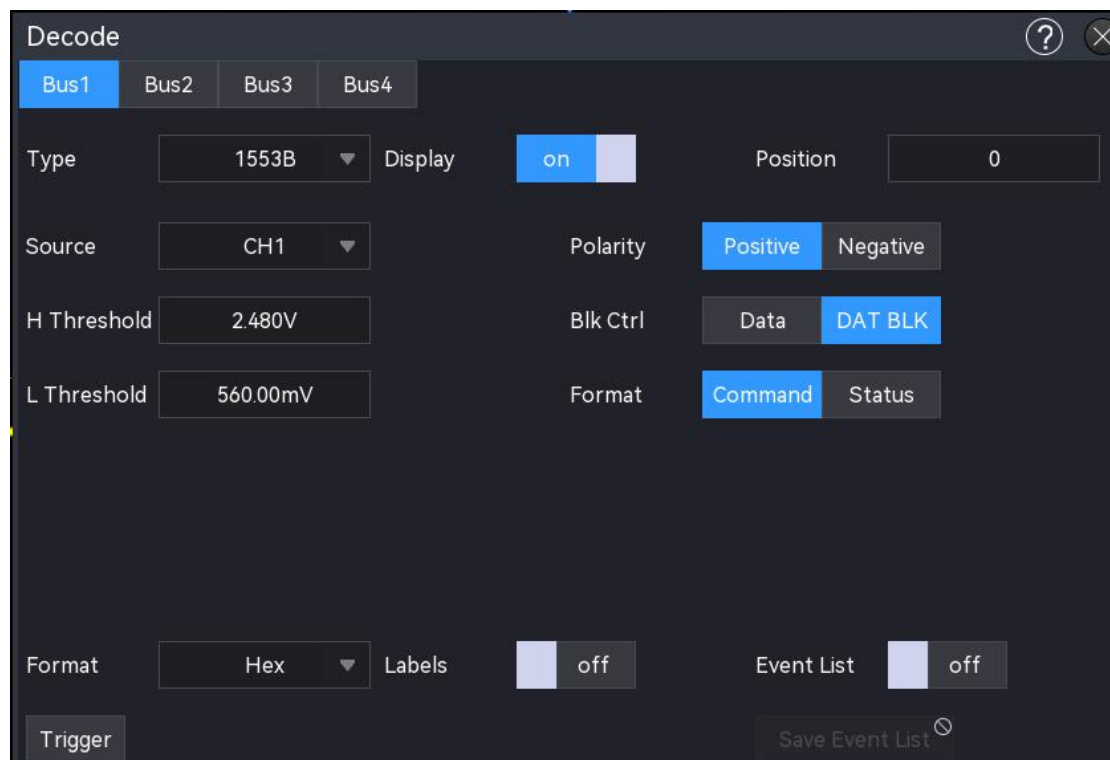 Decode ?
Bus1 Bus2 Bus3 Bus4
Type 1553B Display on Position 0
Source CH1 Polarity Positive Negative
H Threshold 2.480V Blk Ctrl Data DAT BLK
L Threshold 560.00mV Format Command Status
Format Hex Labels off Event List off
Trigger Save Event List